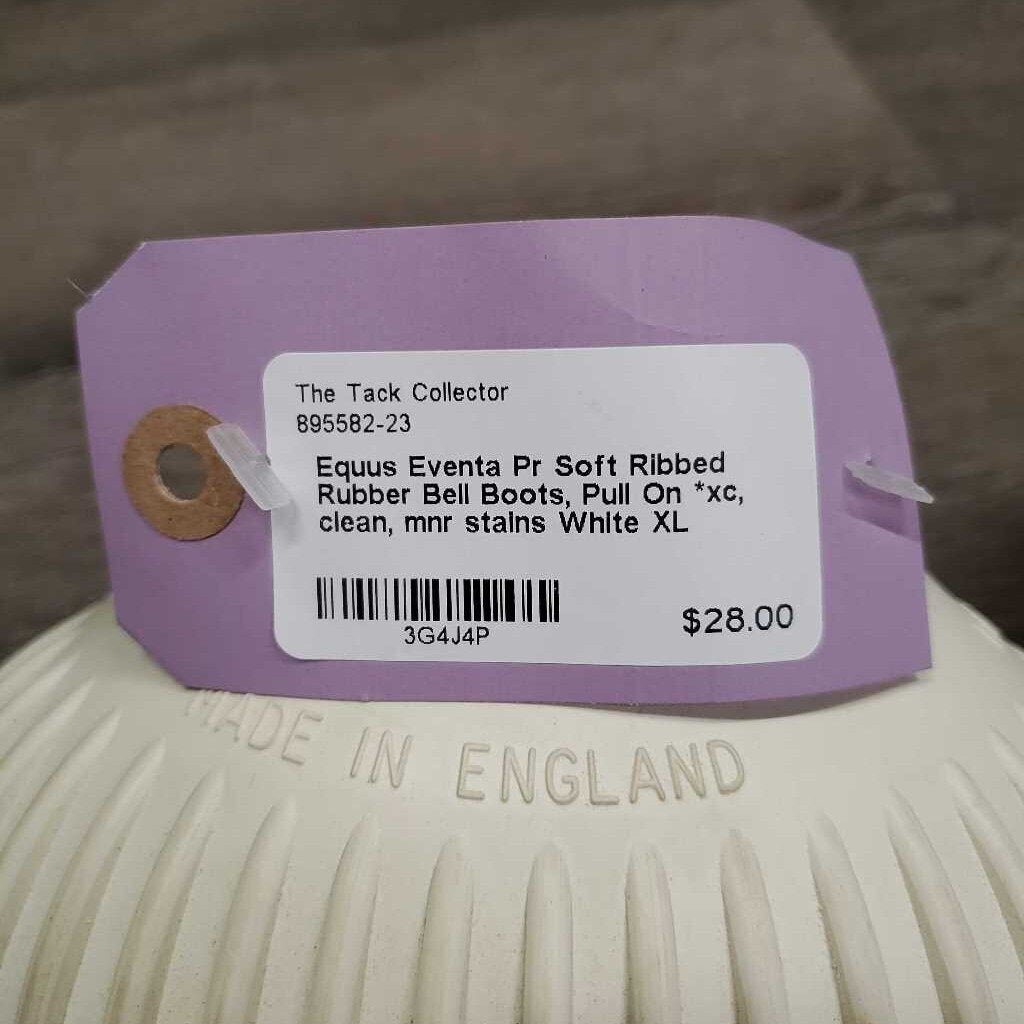 The Tack Collector
895582-23
Equus Eventa Pr Soft Ribbed
Rubber Bell Boots, Pull On *xc,
clean, mnr stains White XL
3G4J4P
$28.00
MADE IN ENGLAND